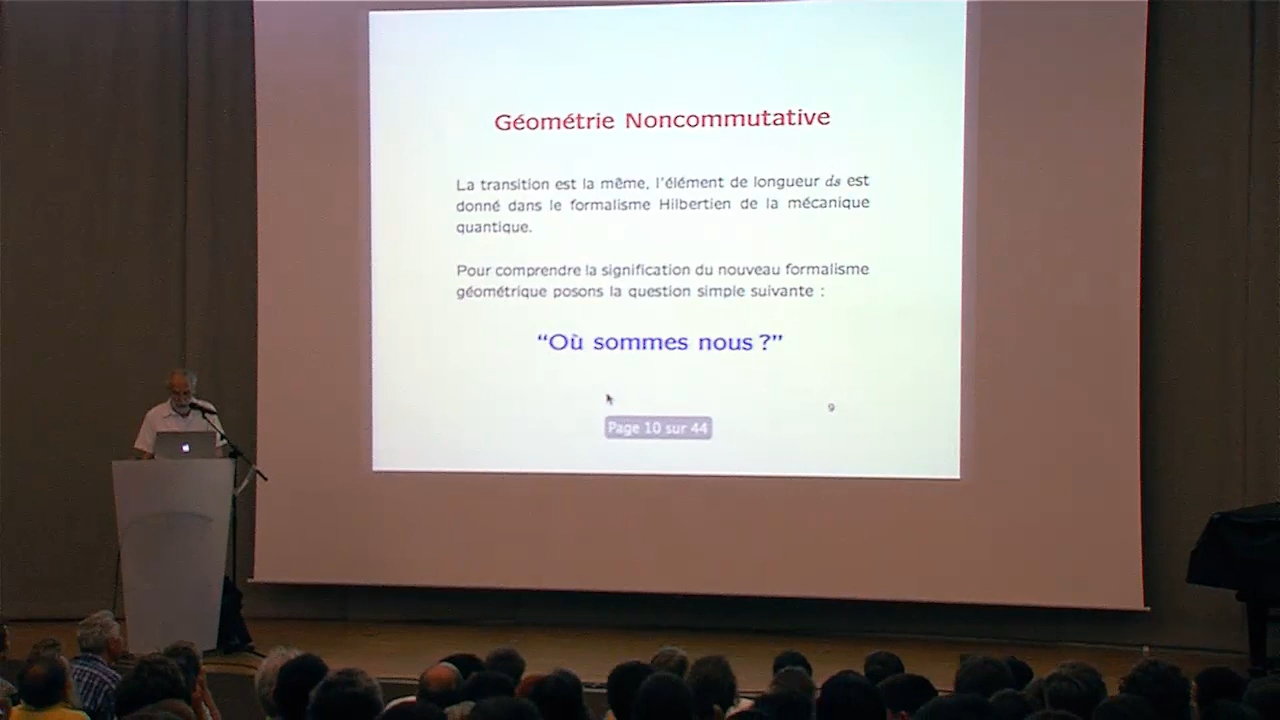 Géométrie Noncommutative
La transition est la même, l'élément de longueur ds est
donné dans le formalisme Hilbertien de la mécanique
quantique.
Pour comprendre la signification du nouveau formalisme
géométrique posons la question simple suivante :
“Où sommes nous ?”
9
Page 10 sur 44